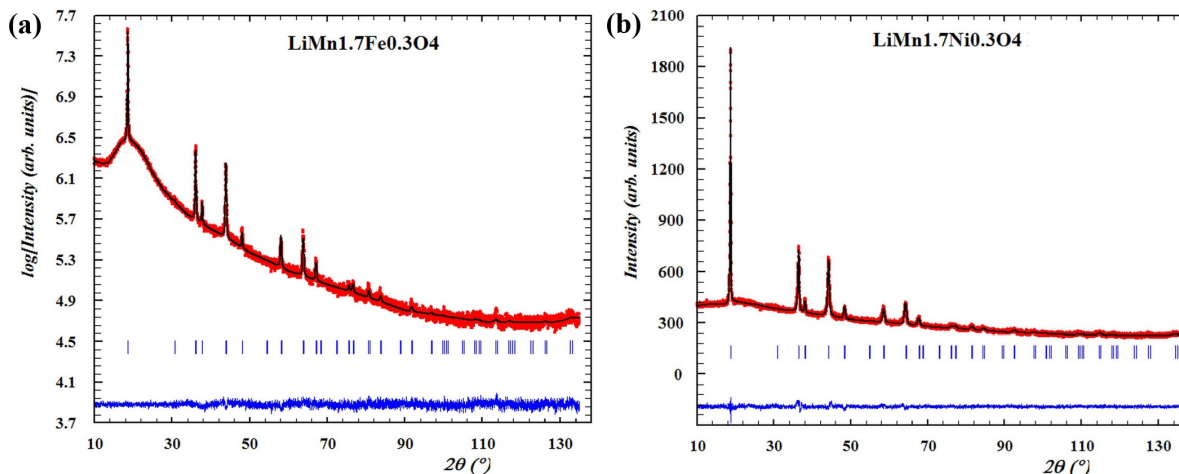 (a)
LiMn1.7Fe0.3O4
log[Intensity (arb. units)]
7.7
7.3
6.9
6.5
6.1
5.7
5.3
4.9
4.5
4.1
3.7
10 30 50 70 90 110 130
2θ (°)
(b)
LiMn1.7Ni0.3O4
Intensity (arb. units)
2100
1800
1500
1200
900
600
300
0
10 30 50 70 90 110 130
2θ (°)